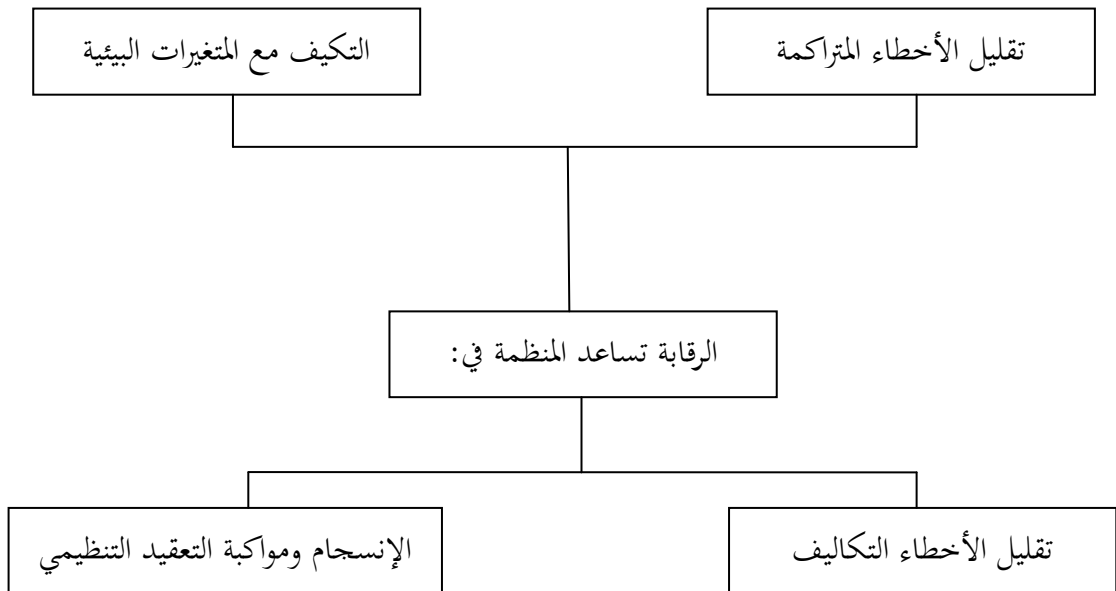 تقليل الأخطاء المتراكمة
التكيف مع المتغيرات البيئية
الرقابة تساعد المنظمة في:
تقليل الأخطاء التكاليف
الإنسجام ومواكبة التعقيد التنظيمي